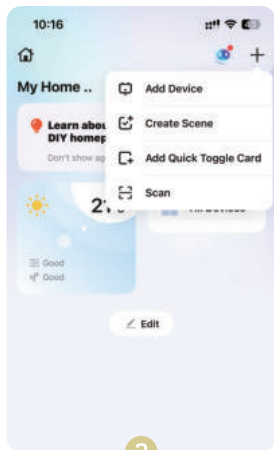 10:16
My Home ..
Add Device
Create Scene
Add Quick Toggle Card
Scan
Learn abou
DIY homep
Don't show ag
Good
Good
Edit